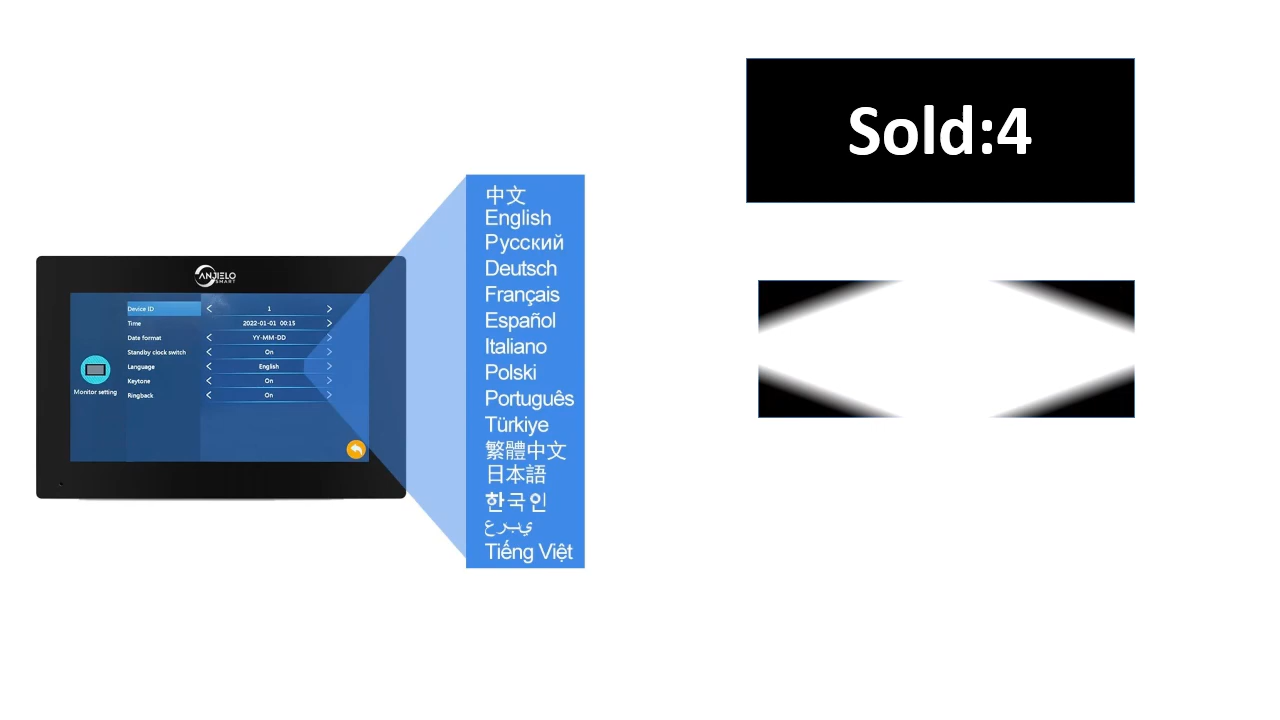 Sold:4
ANJIELO
SMART
Device ID < 1 >
Time 2022-01-01 00:15 >
Date format < YY-MM-DD >
Standby clock switch < On >
Language < English >
Keytone < On >
Ringback < On >
Monitor setting
中文
English
Русский
Deutsch
Français
Español
Italiano
Polski
Português
Türkiye
繁體中文
日本語
한국인
يبرع
Tiếng Việt